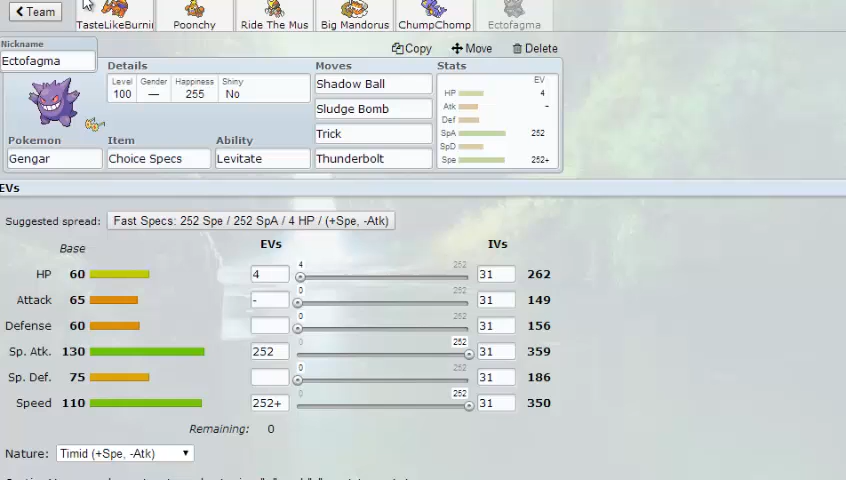 < Team
TasteLikeBurnin
Poonchy
Ride The Mus
Big Mandorus
ChumpChomp
Ectofagma
Nickname
Ectofagma
Copy
Move
Delete
Details
Level Gender Happiness Shiny
100 — 255 No
Moves
Shadow Ball
Sludge Bomb
Trick
Thunderbolt
Stats
EV
HP 4
Atk -
Def
SpA 252
SpD
Spe 252+
Pokemon
Gengar
Item
Choice Specs
Ability
Levitate
EVs
Suggested spread: Fast Specs: 252 Spe / 252 SpA / 4 HP / (+Spe, -Atk)
Base EVs IVs
HP 60 4 4 252 31 262
Attack 65 - 0 252 31 149
Defense 60 0 252 31 156
Sp. Atk. 130 252 0 252 31 359
Sp. Def. 75 0 252 31 186
Speed 110 252+ 0 252 31 350
Remaining: 0
Nature: Timid (+Spe, -Atk)